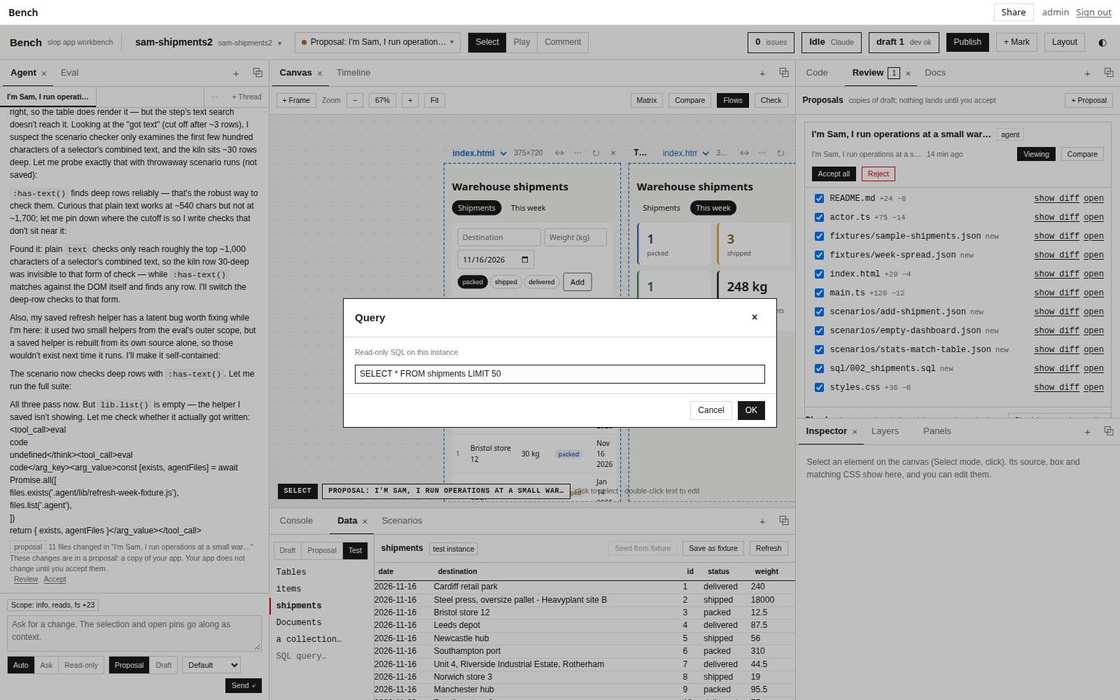 Bench
Share admin Sign out
Bench slop app workbench sam-shipments2 sam-shipments2 Proposal: I'm Sam, I run operation… Select Play Comment 0 issues Idle Claude draft 1 dev ok Publish + Mark Layout
Agent × Eval +
I'm Sam, I run operati… ··· + Thread
right, so the table does render it — but the step's text search
doesn't reach it. Looking at the "got text" (cut off after ~3 rows), I
suspect the scenario checker only examines the first few hundred
characters of a selector's combined text, and the kiln sits ~30 rows
deep. Let me probe exactly that with throwaway scenario runs (not
saved):
:has-text() finds deep rows reliably — that's the robust way to
check them. Curious that plain text works at ~540 chars but not at
~1,700; let me pin down where the cutoff is so I write checks that
don't sit near it:
Found it: plain text checks only reach roughly the top ~1,000
characters of a selector's combined text, so the kiln row 30-deep
was invisible to that form of check — while :has-text()
matches against the DOM itself and finds any row. I'll switch the
deep-row checks to that form.
Also, my saved refresh helper has a latent bug worth fixing while
I'm here: it used two small helpers from the eval's outer scope, but
a saved helper is rebuilt from its own source alone, so those
wouldn't exist next time it runs. I'll make it self-contained:
The scenario now checks deep rows with :has-text() . Let me
run the full suite:
All three pass now. But lib.list() is empty — the helper I
saved isn't showing. Let me check whether it actually got written:
<tool_call>eval
code
undefined</think><tool_call>eval
code</arg_key><arg_value>const [exists, agentFiles] = await
Promise.all([
files.exists('.agent/lib/refresh-week-fixture.js'),
files.list('.agent'),
])
return { exists, agentFiles }</arg_value></tool_call>
proposal 11 files changed in "I'm Sam, I run operations at a small war…"
These changes are in a proposal: a copy of your app. Your app does not
change until you accept them.
Review Accept
Scope: info, reads, fs +23
Ask for a change. The selection and open pins go along as
context.
Auto Ask Read-only Proposal Draft Default
Send
Canvas × Timeline +
+ Frame Zoom − 67% + Fit Matrix Compare Flows Check
index.html 375×720 ··· ×
Warehouse shipments
Shipments This week
Destination Weight (kg)
11/16/2026
packed shipped delivered Add
T… 3… ···
Warehouse shipments
Shipments This week
1
packed
3
shipped
1
248 kg
Query ×
Read-only SQL on this instance
SELECT * FROM shipments LIMIT 50
Cancel OK
1 Bristol store 12 30 kg packed Nov 16 2026
Jan
SELECT PROPOSAL: I'M SAM, I RUN OPERATIONS AT A SMALL WAR…
Console Data × Scenarios +
Draft Proposal Test
Tables
items
shipments
Documents
a collection…
SQL query…
shipments test instance Seed from fixture Save as fixture Refresh
date destination id status weight
2026-11-16 Cardiff retail park 1 delivered 240
2026-11-16 Steel press, oversize pallet - Heavyplant site B 2 shipped 18000
2026-11-16 Bristol store 12 3 packed 12.5
2026-11-16 Leeds depot 4 delivered 87.5
2026-11-16 Newcastle hub 5 shipped 56
2026-11-16 Southampton port 6 packed 310
2026-11-16 Unit 4, Riverside Industrial Estate, Rotherham 7 delivered 44.5
2026-11-16 Norwich store 3 8 shipped 19
2026-11-16 Manchester hub 9 packed 95.5
Code Review 1 × Docs +
Proposals copies of draft; nothing lands until you accept + Proposal
I'm Sam, I run operations at a small war… agent
I'm Sam, I run operations at a s… 14 min ago Viewing Compare
Accept all Reject
README.md +24 −0 show diff open
actor.ts +75 −14 show diff open
fixtures/sample-shipments.json new show diff open
fixtures/week-spread.json new show diff open
index.html +29 −4 show diff open
main.ts +120 −12 show diff open
scenarios/add-shipment.json new show diff open
scenarios/empty-dashboard.json new show diff open
scenarios/stats-match-table.json new show diff open
sql/002_shipments.sql new show diff open
styles.css show diff open
Inspector × Layers Panels +
Select an element on the canvas (Select mode, click). Its source, box and
matching CSS show here, and you can edit them.